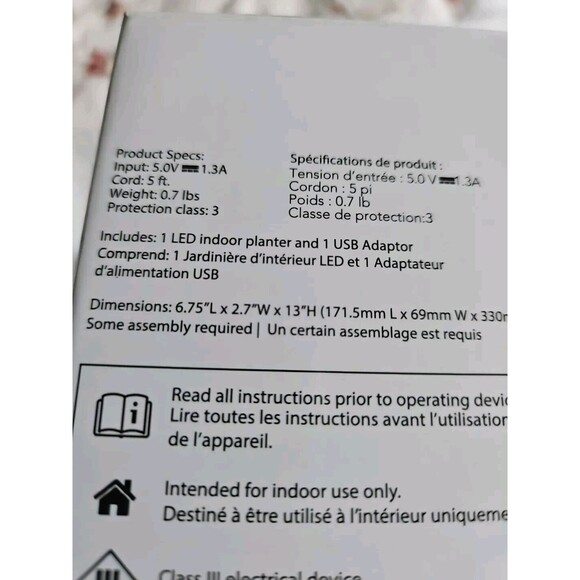 Product Specs:
Input: 5.0V⎓1.3A
Cord: 5 ft.
Weight: 0.7 lbs
Protection class: 3
Spécifications de produit :
Tension d'entrée : 5.0 V⎓1.3A
Cordon : 5 pi
Poids : 0.7 lb
Classe de protection:3
Includes: 1 LED indoor planter and 1 USB Adaptor
Comprend: 1 Jardinière d'intérieur LED et 1 Adaptateur
d'alimentation USB
Dimensions: 6.75"L x 2.7"W x 13"H (171.5mm L x 69mm W x 330
Some assembly required | Un certain assemblage est requis
Read all instructions prior to operating
Lire toutes les instructions avant l'utilisation
de l'appareil.
Intended for indoor use only.
Destiné à être utilisé à l'intérieur
Class III electrical device